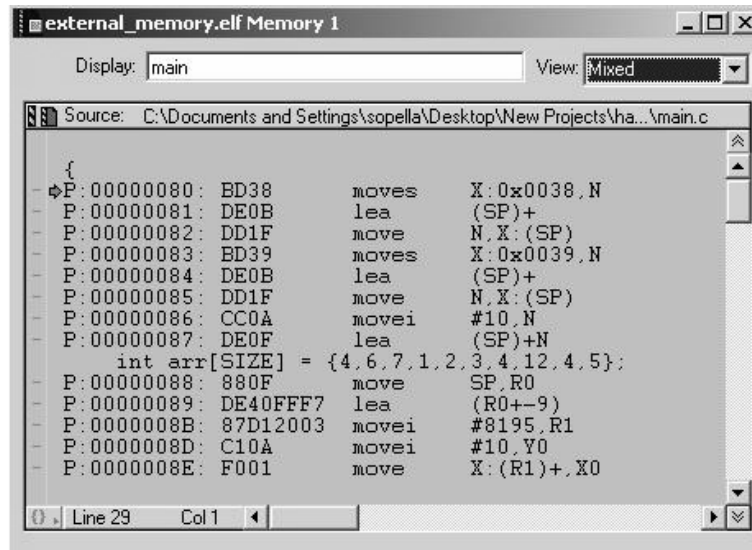 external_memory.elf Memory 1
Display: main View: Mixed
Source: C:\Documents and Settings\sopella\Desktop\New Projects\ha...\main.c
{
P:00000080: BD38 moves X:0x0038,N
P:00000081: DE0B lea (SP)+
P:00000082: DD1F move N,X:(SP)
P:00000083: BD39 moves X:0x0039,N
P:00000084: DE0B lea (SP)+
P:00000085: DD1F move N,X:(SP)
P:00000086: CC0A movei #10,N
P:00000087: DE0F lea (SP)+N
int arr[SIZE] = {4,6,7,1,2,3,4,12,4,5};
P:00000088: 880F move SP,R0
P:00000089: DE40FFF7 lea (R0+-9)
P:0000008B: 87D12003 movei #8195,R1
P:0000008D: C10A movei #10,Y0
P:0000008E: F001 move X:(R1)+,X0
Line 29 Col 1